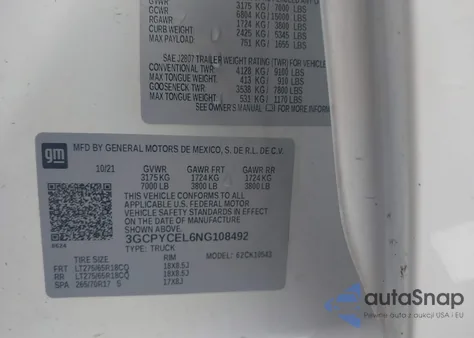 GVWR 3175 KG / 7000 LBS
GCWR 6804 KG / 15000 LBS
RGAWR 1724 KG / 3800 LBS
CURB WEIGHT 2425 KG / 5345 LBS
MAX PAYLOAD 751 KG / 1655 LBS
SAE J2807 TRAILER WEIGHT RATING (TWR) FOR VEHICLE
CONVENTIONAL TWR: 4128 KG / 9100 LBS
MAX TONGUE WEIGHT: 413 KG / 910 LBS
GOOSENECK TWR: 3538 KG / 7800 LBS
MAX TONGUE WEIGHT: 531 KG / 1170 LBS
SEE OWNER'S MANUAL FOR
gm
MFD BY GENERAL MOTORS DE MEXICO, S. DE R.L. DE C.V.
10/21 GVWR GAWR FRT GAWR RR
3175 KG 1724 KG 1724 KG
7000 LB 3800 LB 3800 LB
THIS VEHICLE CONFORMS TO ALL
APPLICABLE U.S. FEDERAL MOTOR
VEHICLE SAFETY STANDARDS IN
EFFECT ON THE DATE OF
MANUFACTURE SHOWN ABOVE.
3GCPYCEL6NG108492
TYPE: TRUCK
MODEL:
TIRE SIZE RIM
FRT LT275/65R18CQ 18X8.5J
RR LT275/65R18CQ 18X8.5J
SPA 265/70R17 S 17X8J
autoSnap
Pewne auto z USA i EU